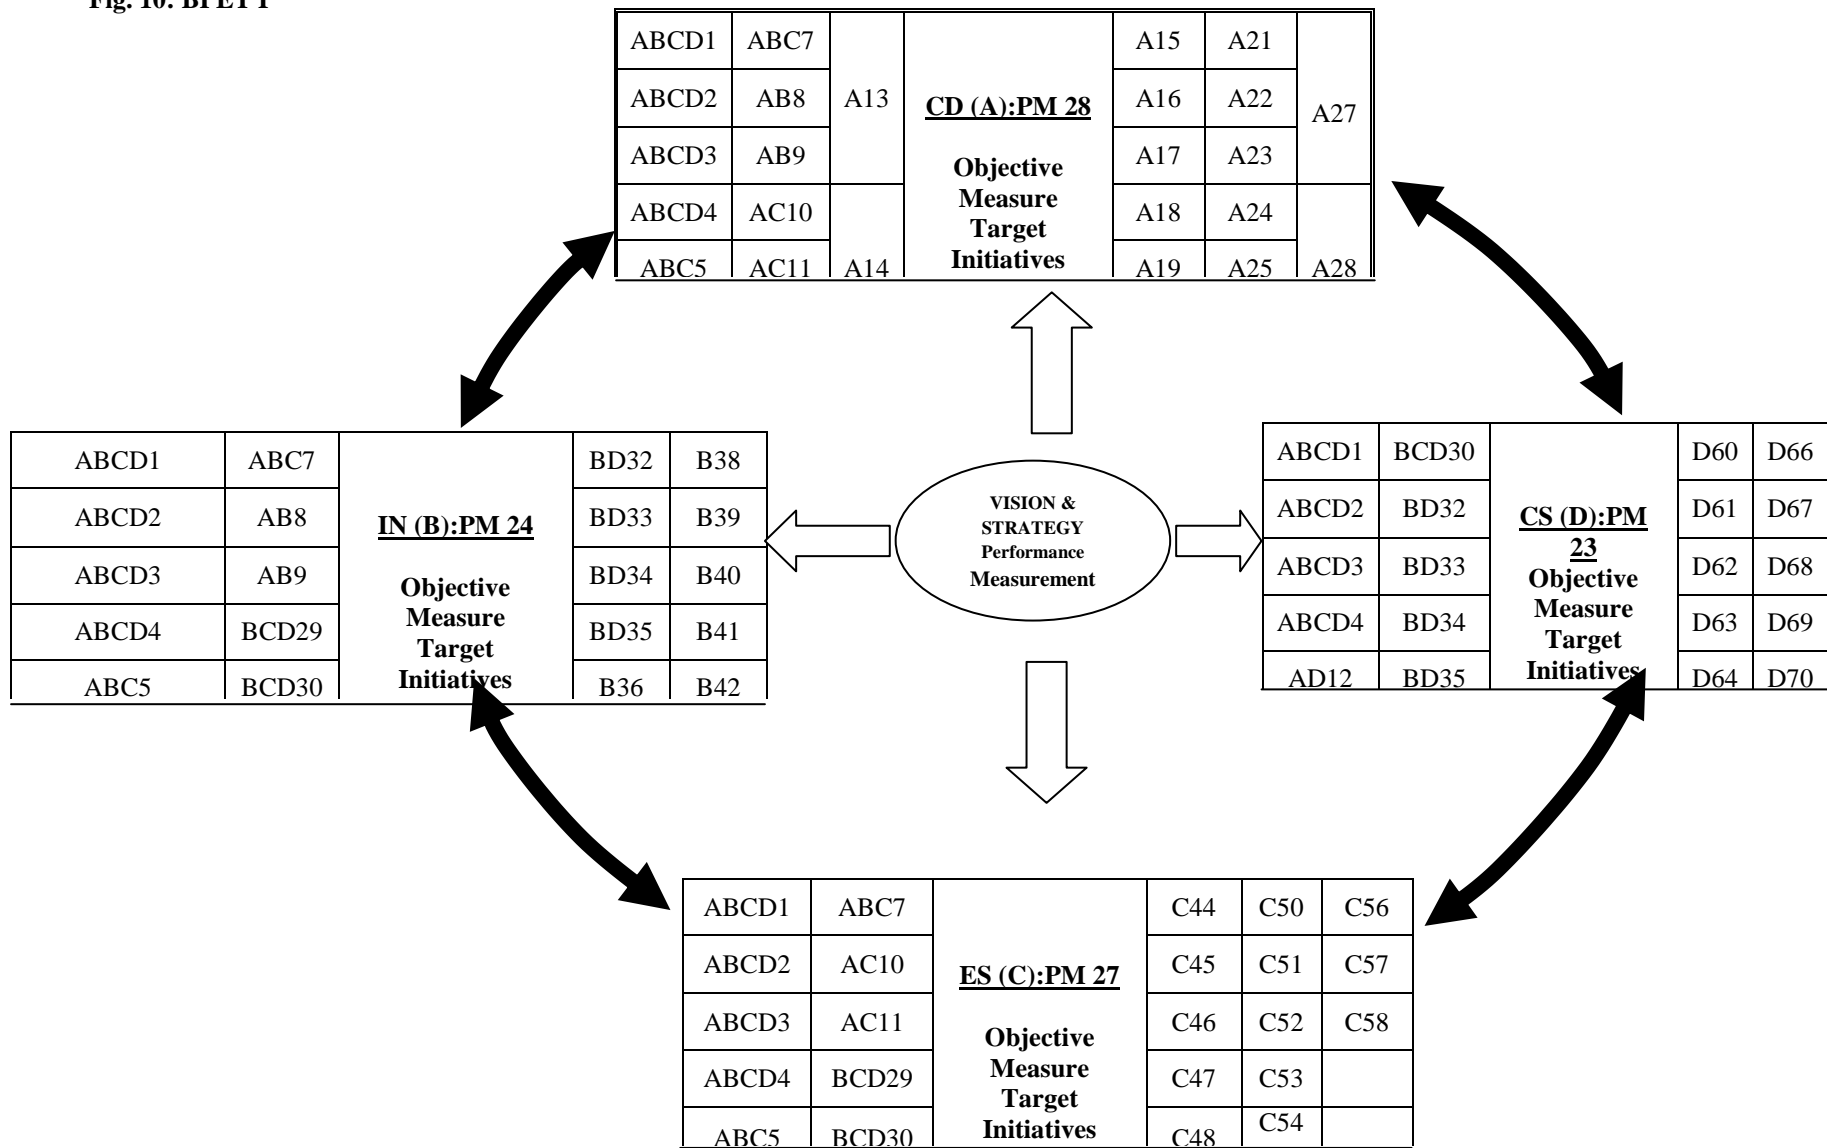 ABCD1 ABC7 A15 A21
ABCD2 AB8 A13 CD (A):PM 28 A16 A22 A27
ABCD3 AB9 Objective A17 A23
Measure
ABCD4 AC10 Target A18 A24
ABC5 AC11 A14 Initiatives A19 A25 A28
ABCD1 ABC7 BD32 B38
ABCD2 AB8 IN (B):PM 24 BD33 B39
ABCD3 AB9 Objective BD34 B40
Measure
ABCD4 BCD29 Target BD35 B41
ABC5 BCD30 Initiatives B36 B42
VISION &
STRATEGY
Performance
Measurement
ABCD1 BCD30 D60 D66
ABCD2 BD32 CS (D):PM D61 D67
23
ABCD3 BD33 Objective D62 D68
Measure
ABCD4 BD34 Target D63 D69
AD12 BD35 Initiatives D64 D70
ABCD1 ABC7 C44 C50 C56
ABCD2 AC10 ES (C):PM 27 C45 C51 C57
ABCD3 AC11 Objective C46 C52 C58
Measure
ABCD4 BCD29 Target C47 C53
ABC5 BCD30 Initiatives C48 C54